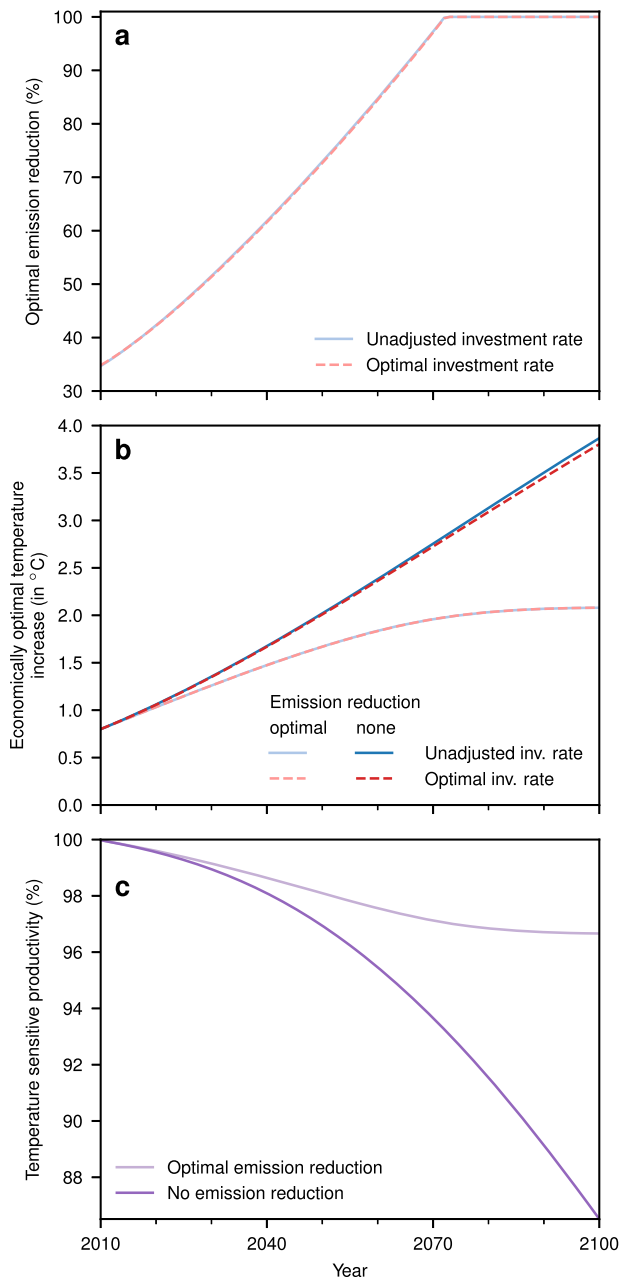 a
100
90
80
70
60
50
40
30
Optimal emission reduction (%)
Unadjusted investment rate
Optimal investment rate
b
4.0
3.5
3.0
2.5
2.0
1.5
1.0
0.5
0.0
Economically optimal temperature
increase (in °C)
Emission reduction
optimal none
Unadjusted inv. rate
Optimal inv. rate
c
100
98
96
94
92
90
88
Temperature sensitive productivity (%)
Optimal emission reduction
No emission reduction
2010 2040 2070 2100
Year